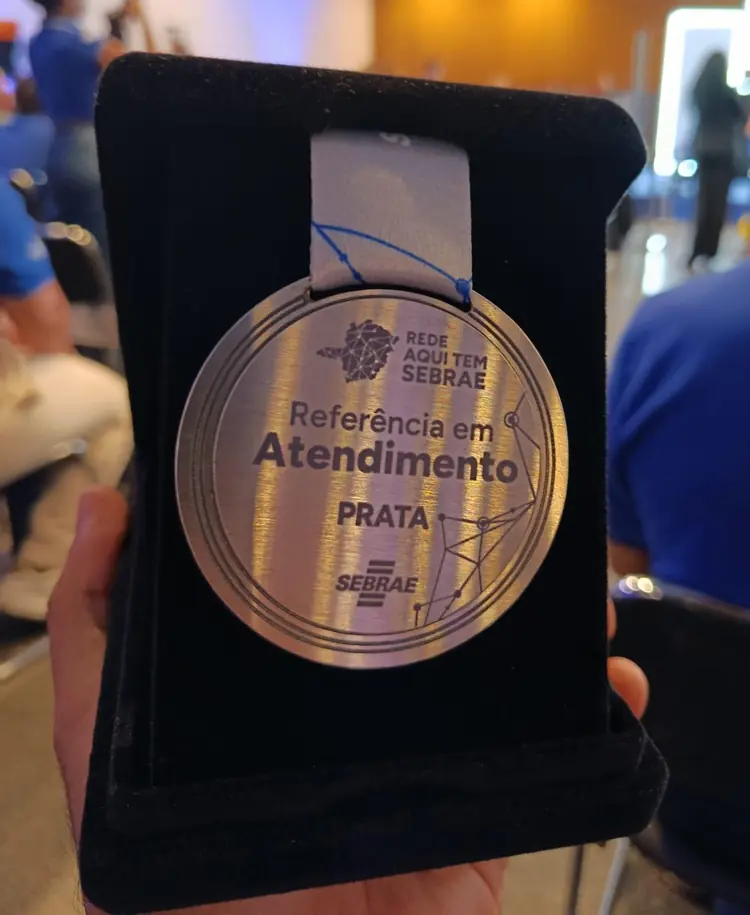 REDE
AQUI TEM
SEBRAE
Referência em
Atendimento
PRATA
SEBRAE